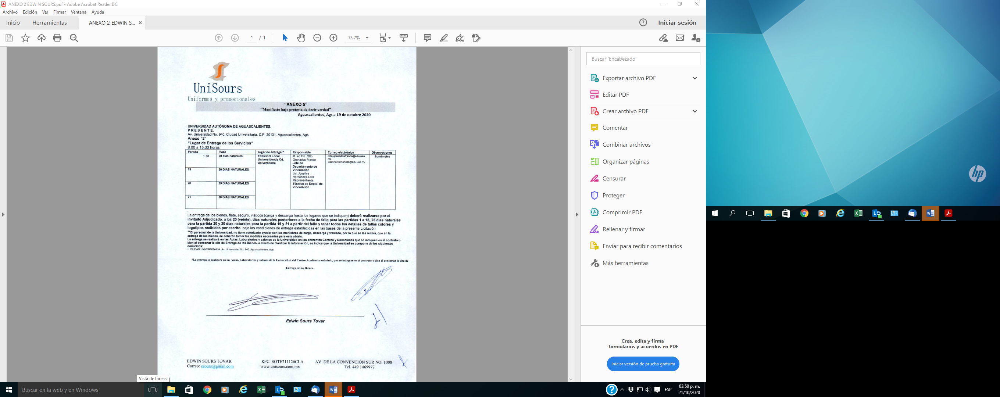 ANEXO 2 EDWIN SOURS.pdf - Adobe Acrobat Reader DC
Archivo Edición Ver Firmar Ventana Ayuda
Inicio Herramientas ANEXO 2 EDWIN S... × Iniciar sesión
1 / 1 75.7%
UniSours
Uniformes y promocionales
“ANEXO 5”
“Manifiesto bajo protesta de decir verdad”
Aguascalientes, Ags a 19 de octubre 2020
UNIVERSIDAD AUTÓNOMA DE AGUASCALIENTES.
P R E S E N T E.
Av. Universidad No. 940, Ciudad Universitaria, C.P. 20131, Aguascalientes, Ags
Anexo “2”
“Lugar de Entrega de los Servicios”
8:00 a 15:00 horas
Partida Plazo Lugar de entrega * Responsable Correo electrónico Observaciones
1-18 20 días naturales Edificio 9 Local Universitienda Cd. Universitaria
M. en Fin. Otto Granados Franco
Jefe de Departamento de Vinculación
Lic. Josefina Hernández Lara
Representante Técnico de Depto. de Vinculación
otto.granadosfranco@edu.uaa.mx
josefina.hernandez@edu.uaa.mx
Suministro
19 30 DIAS NATURALES
20 25 DIAS NATURALES
21 30 DIAS NATURALES
La entrega de los bienes, flete, seguro, viáticos (carga y descarga hasta los lugares que se indiquen) deberá realizarse por el
invitado Adjudicado, a los 20 (veinte), días naturales posteriores a la fecha de fallo para las partidas 1 a 18, 25 días naturales
para la partida 20 y 30 días naturales para la partida 19 y 21 a partir del fallo y tener todos los detalles de tallas colores y
logotipos recibidos por escrito, bajo las condiciones de entrega establecidas en las bases de la presente Licitación.
**El personal de la Universidad, no tiene autorizado ayudar con las maniobras de carga, descarga y traslado, por lo que se les reitera, que en la
entrega de los bienes, se deberán tomar las medidas necesarias para este objeto.
La entrega se realizará en las Aulas, Laboratorios y salones de la Universidad en los diferentes Centros y Direcciones que se indiquen en el contrato o
bien al concertar la cita de Entrega de los Bienes, a efecto de clarificar la información, se indica que la Universidad se compone de los siguientes
domicilios:
CIUDAD UNIVERSITARIA. Av. Universidad No. 940. Aguascalientes, Ags.
*La entrega se realizara en las Aulas, Laboratorios y salones de la Universidad del Centro Académico señalado, que se indiquen en el contrato o bien al concertar la cita de
Entrega de los Bienes.
Edwin Sours Tovar
EDWIN SOURS TOVAR RFC: SOTE711126CLA AV. DE LA CONVENCIÓN SUR NO. 1008
Correo: esours@gmail.com www.unisours.com.mx Tel. 449 1469977
Buscar 'Encabezado'
Exportar archivo PDF
Editar PDF
Crear archivo PDF
Comentar
Combinar archivos
Organizar páginas
Censurar
Proteger
Comprimir PDF
Rellenar y firmar
Enviar para recibir comentarios
Más herramientas
Crea, edita y firma
formularios y acuerdos en PDF
Iniciar versión de prueba gratuita
hp
Vista de tareas
Buscar en la web y en Windows
ESP
03:50 p. m.
21/10/2020